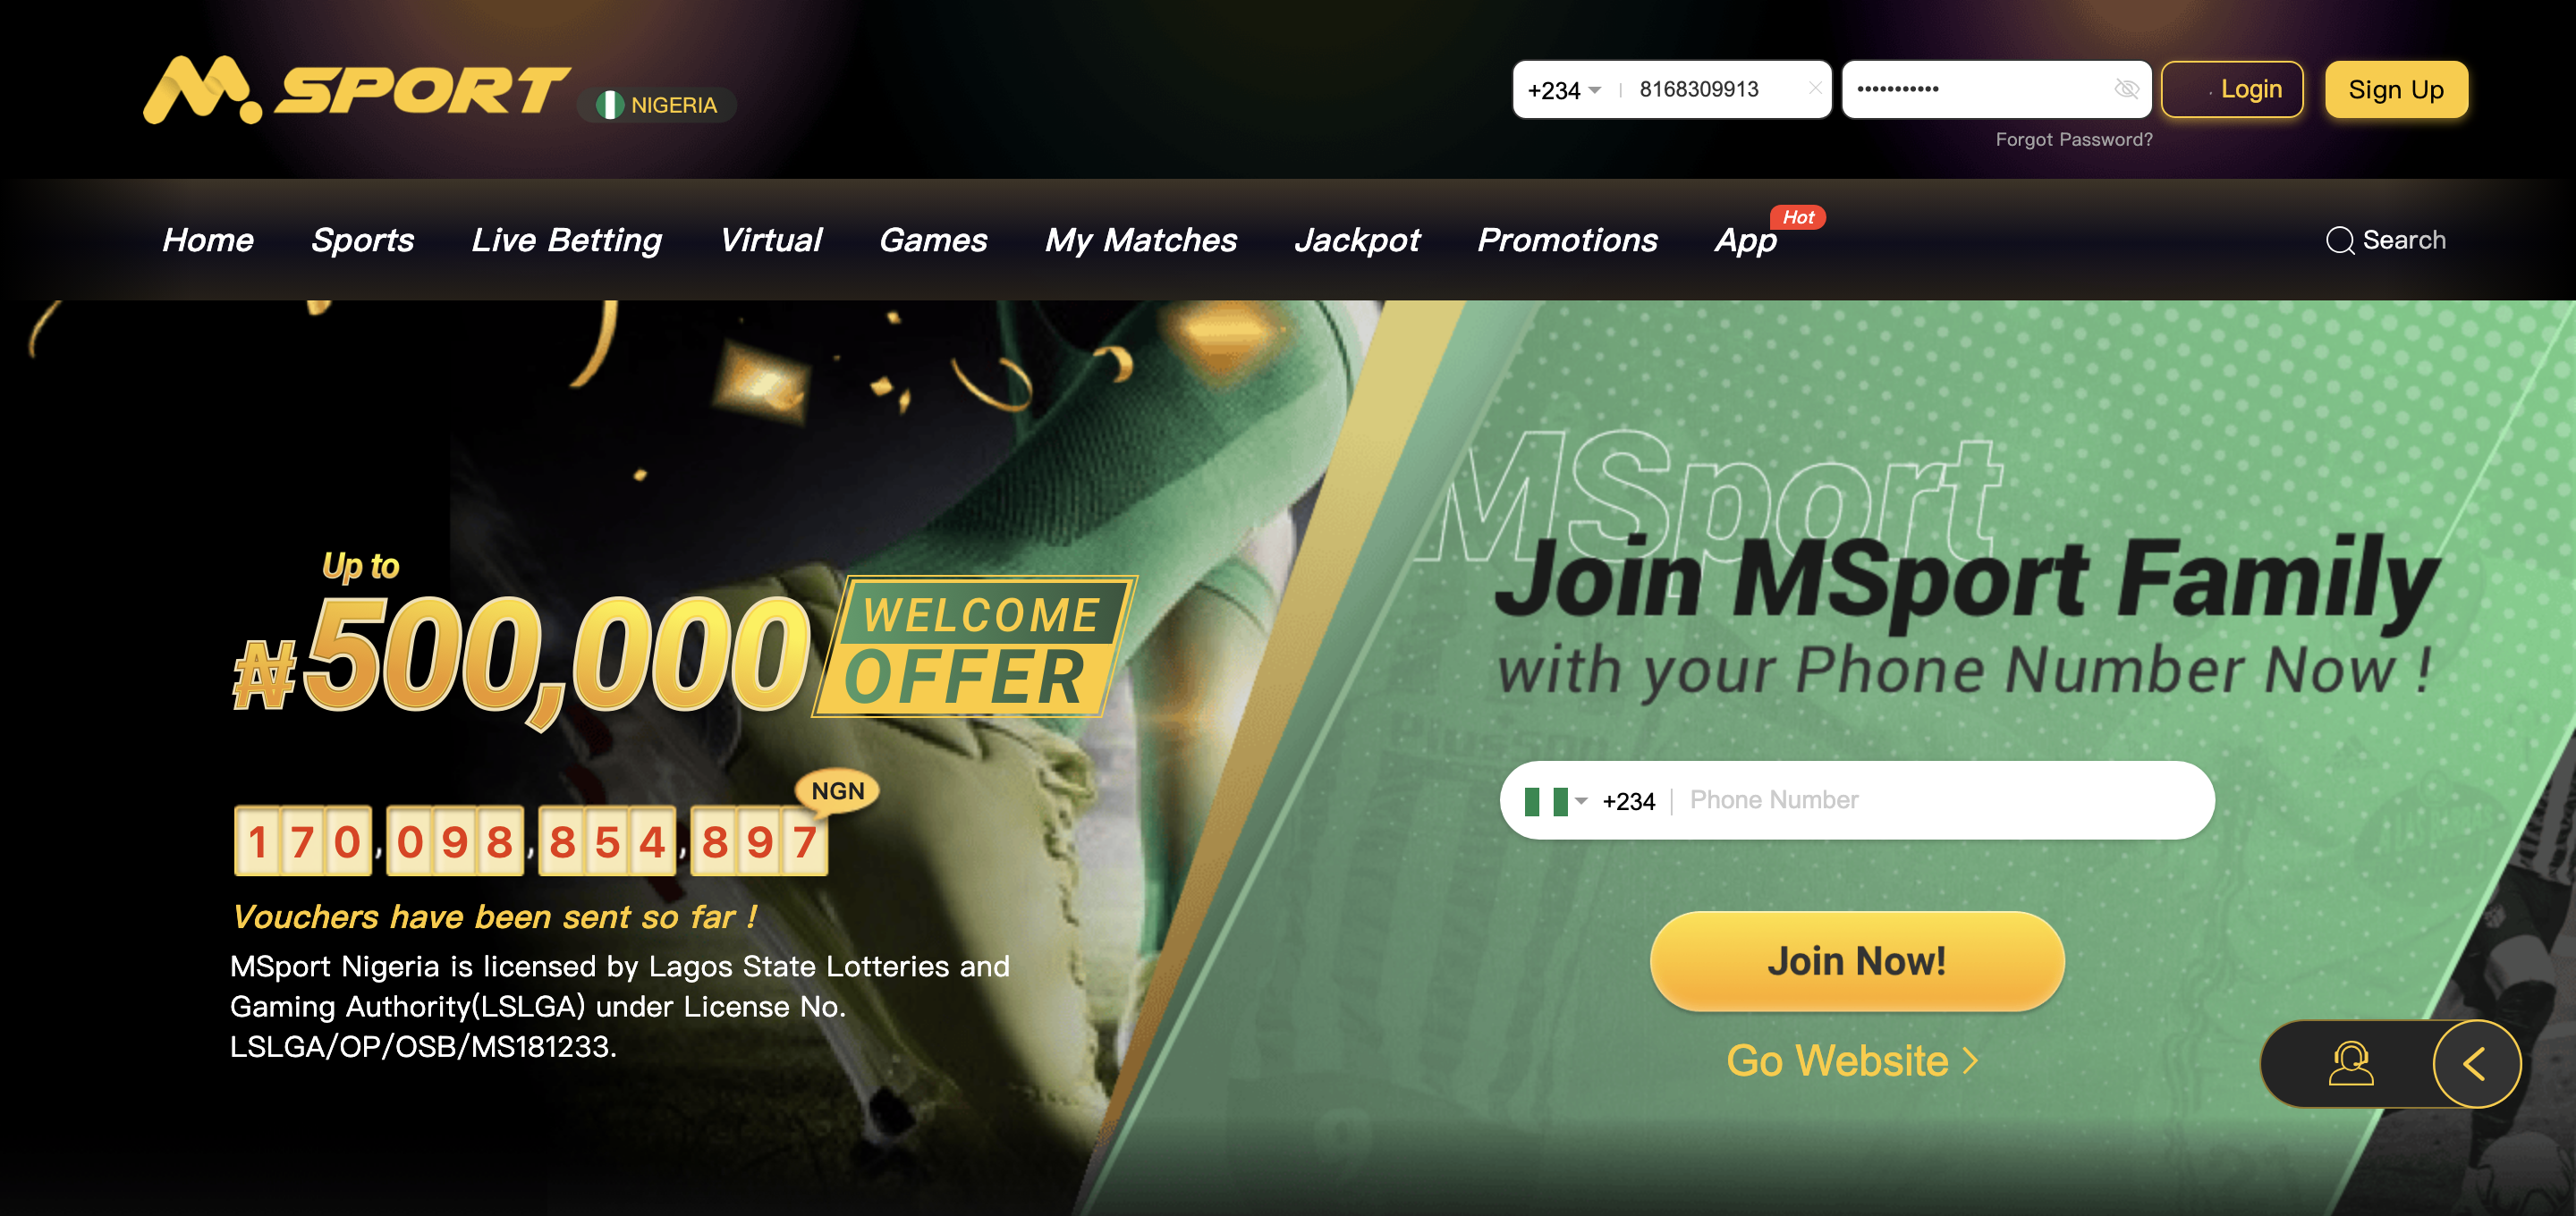 M.SPORT
NIGERIA
+234
8168309913
•••••••••••
Login
Sign Up
Forgot Password?
Home
Sports
Live Betting
Virtual
Games
My Matches
Jackpot
Promotions
App
Hot
Search
Up to
₦500,000
WELCOME
OFFER
NGN
170,098,854,897
Vouchers have been sent so far !
MSport Nigeria is licensed by Lagos State Lotteries and
Gaming Authority(LSLGA) under License No.
LSLGA/OP/OSB/MS181233.
MSport
Join MSport Family
with your Phone Number Now !
+234
Phone Number
Join Now!
Go Website >
9